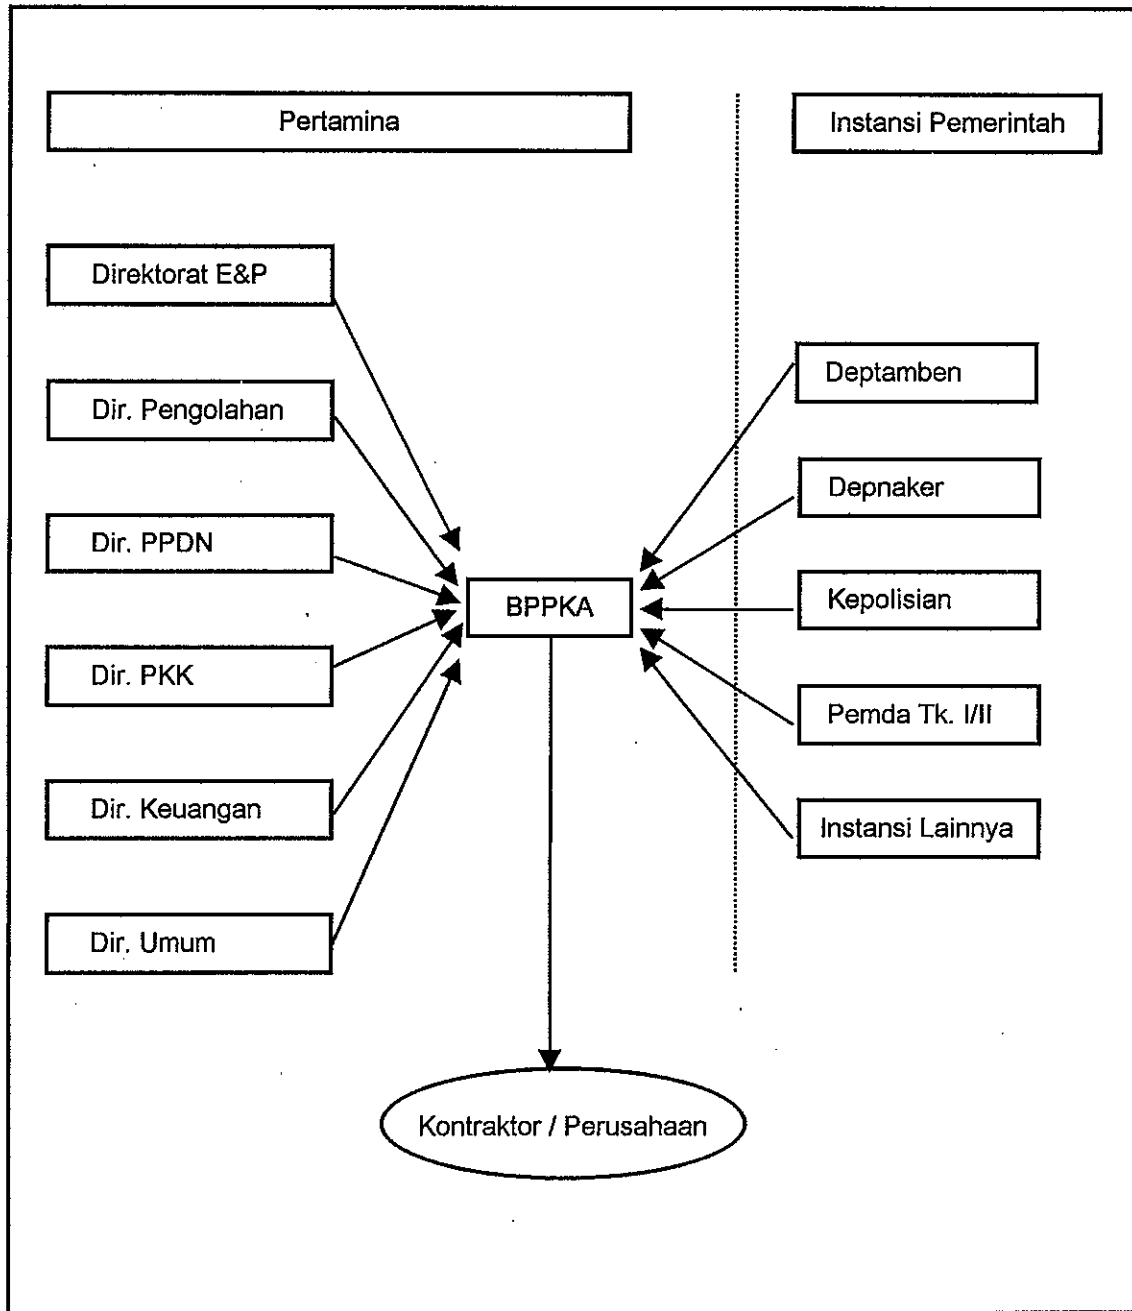 Pertamina
Instansi Pemerintah
Direktorat E&P
Dir. Pengolahan
Dir. PPDN
Dir. PKK
Dir. Keuangan
Dir. Umum
BPPKA
Deptamben
Depnaker
Kepolisian
Pemda Tk. I/II
Instansi Lainnya
Kontraktor / Perusahaan